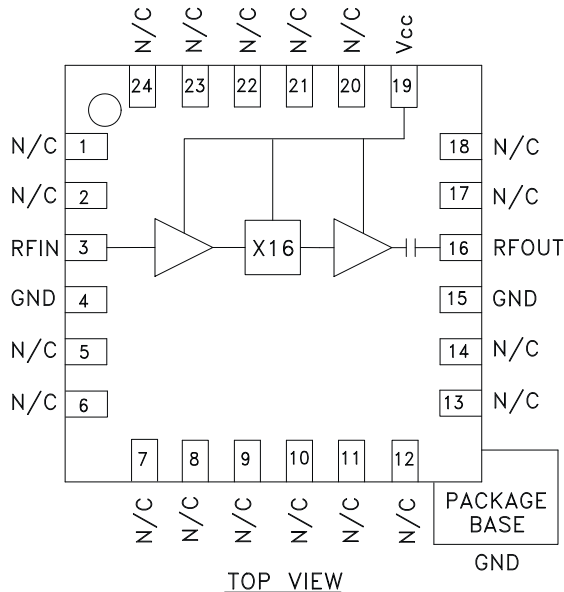 N/C N/C N/C N/C N/C Vcc
24 23 22 21 20 19
N/C 1 18 N/C
N/C 2 17 N/C
RFIN 3 X16 16 RFOUT
GND 4 15 GND
N/C 5 14 N/C
N/C 6 13 N/C
7 8 9 10 11 12
N/C N/C N/C N/C N/C N/C
PACKAGE
BASE
GND
TOP VIEW